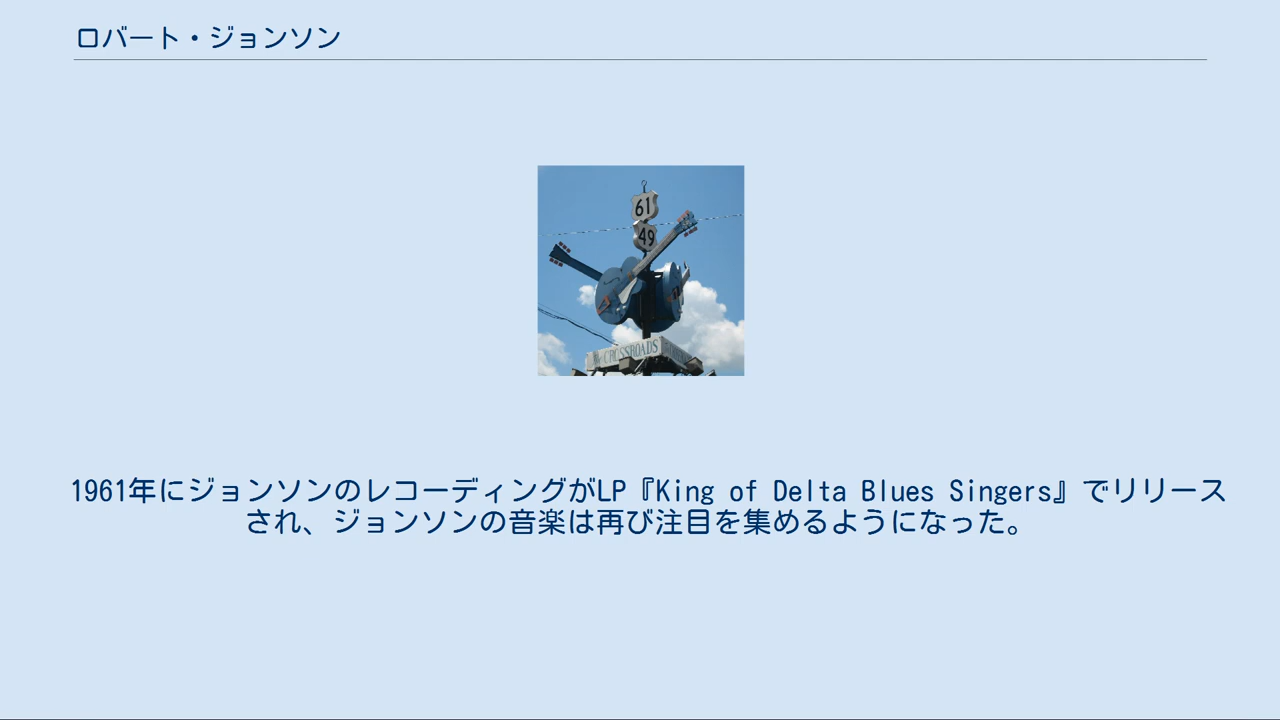 ロバート・ジョンソン
61
49
CROSSROADS
1961年にジョンソンのレコーディングがLP『King of Delta Blues Singers』でリリース
され、ジョンソンの音楽は再び注目を集めるようになった。